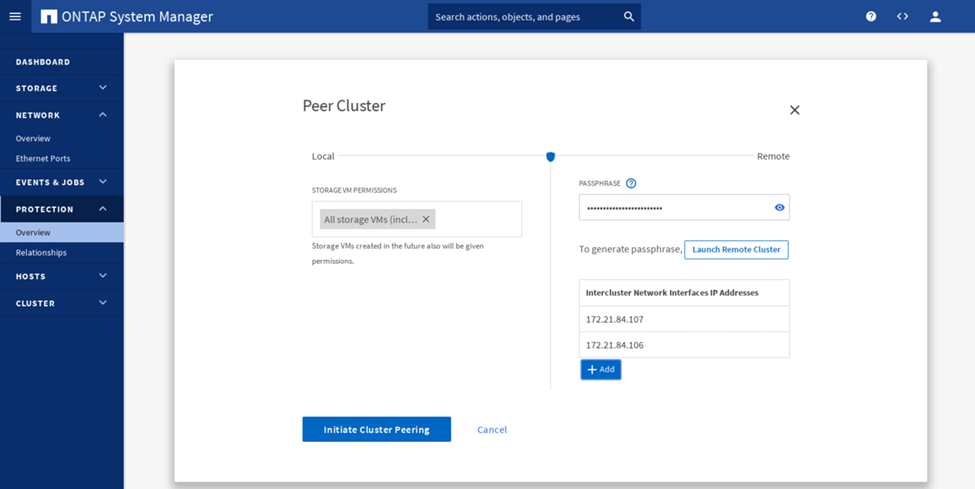 ONTAP System Manager
Search actions, objects, and pages
DASHBOARD
STORAGE
NETWORK
Overview
Ethernet Ports
EVENTS & JOBS
PROTECTION
Overview
Relationships
HOSTS
CLUSTER
Peer Cluster
Local
Remote
STORAGE VM PERMISSIONS
All storage VMs (incl...
Storage VMs created in the future also will be given
permissions.
PASSPHRASE
••••••••••••••••••••••••
To generate passphrase, Launch Remote Cluster
Intercluster Network Interfaces IP Addresses
172.21.84.107
172.21.84.106
+ Add
Initiate Cluster Peering
Cancel